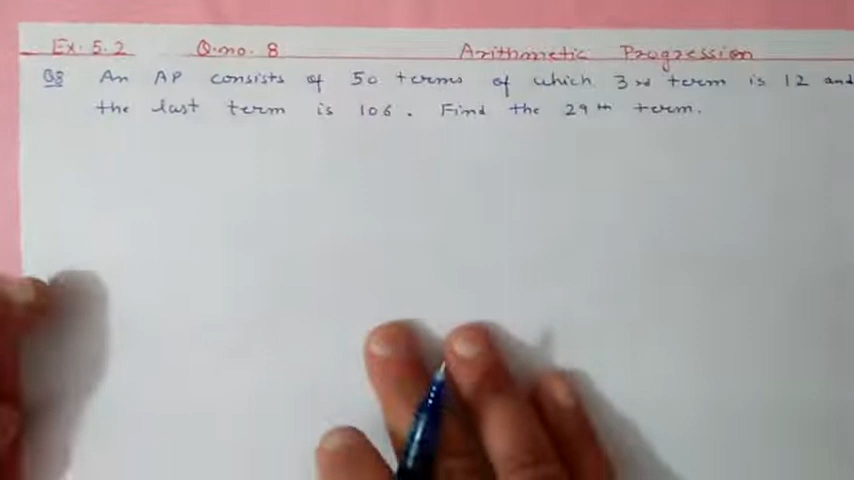 Ex. 5.2 Q.no. 8 Arithmetic Progression
Q8 An AP consists of 50 terms of which 3rd term is 12 and
the last term is 106. Find the 29th term.